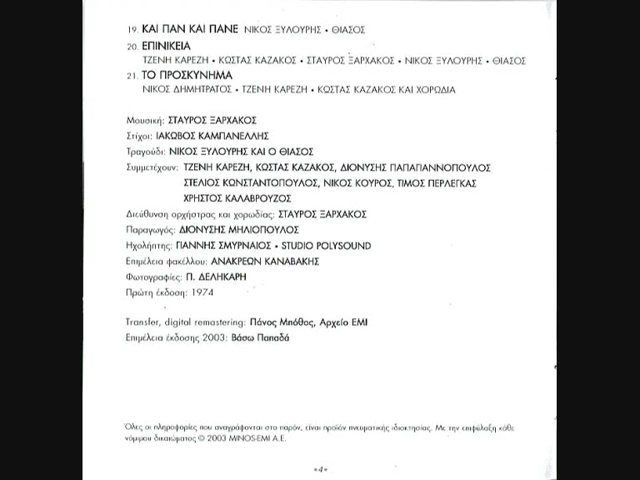 19. ΚΑΙ ΠΑΝ ΚΑΙ ΠΑΝΕ ΝΙΚΟΣ ΞΥΛΟΥΡΗΣ • ΘΙΑΣΟΣ
20. ΕΠΙΝΙΚΕΙΑ
ΤΖΕΝΗ ΚΑΡΕΖΗ • ΚΩΣΤΑΣ ΚΑΖΑΚΟΣ • ΣΤΑΥΡΟΣ ΞΑΡΧΑΚΟΣ • ΝΙΚΟΣ ΞΥΛΟΥΡΗΣ • ΘΙΑΣΟΣ
21. ΤΟ ΠΡΟΣΚΥΝΗΜΑ
ΝΙΚΟΣ ΔΗΜΗΤΡΑΤΟΣ • ΤΖΕΝΗ ΚΑΡΕΖΗ • ΚΩΣΤΑΣ ΚΑΖΑΚΟΣ ΚΑΙ ΧΟΡΩΔΙΑ
Μουσική: ΣΤΑΥΡΟΣ ΞΑΡΧΑΚΟΣ
Στίχοι: ΙΑΚΩΒΟΣ ΚΑΜΠΑΝΕΛΛΗΣ
Τραγούδι: ΝΙΚΟΣ ΞΥΛΟΥΡΗΣ ΚΑΙ Ο ΘΙΑΣΟΣ
Συμμετέχουν: ΤΖΕΝΗ ΚΑΡΕΖΗ, ΚΩΣΤΑΣ ΚΑΖΑΚΟΣ, ΔΙΟΝΥΣΗΣ ΠΑΠΑΓΙΑΝΝΟΠΟΥΛΟΣ
ΣΤΕΛΙΟΣ ΚΩΝΣΤΑΝΤΟΠΟΥΛΟΣ, ΝΙΚΟΣ ΚΟΥΡΟΣ, ΤΙΜΟΣ ΠΕΡΛΕΓΚΑΣ
ΧΡΗΣΤΟΣ ΚΑΛΑΒΡΟΥΖΟΣ
Διεύθυνση ορχήστρας και χορωδίας: ΣΤΑΥΡΟΣ ΞΑΡΧΑΚΟΣ
Παραγωγός: ΔΙΟΝΥΣΗΣ ΜΗΛΙΟΠΟΥΛΟΣ
Ηχολήπτης: ΓΙΑΝΝΗΣ ΣΜΥΡΝΑΙΟΣ • STUDIO POLYSOUND
Επιμέλεια φακέλλου: ΑΝΑΚΡΕΩΝ ΚΑΝΑΒΑΚΗΣ
Φωτογραφίες: Π. ΔΕΛΗΚΑΡΗ
Πρώτη έκδοση: 1974
Transfer, digital remastering: Πάνος Μπόθος, Αρχείο EMI
Επιμέλεια έκδοσης 2003: Βάσω Παπαδά
Όλες οι πληροφορίες που αναγράφονται στο παρόν, είναι προϊόν πνευματικής ιδιοκτησίας. Με την επιφύλαξη κάθε
νόμιμου δικαιώματος © 2003 MINOS-EMI A.E.
«4»